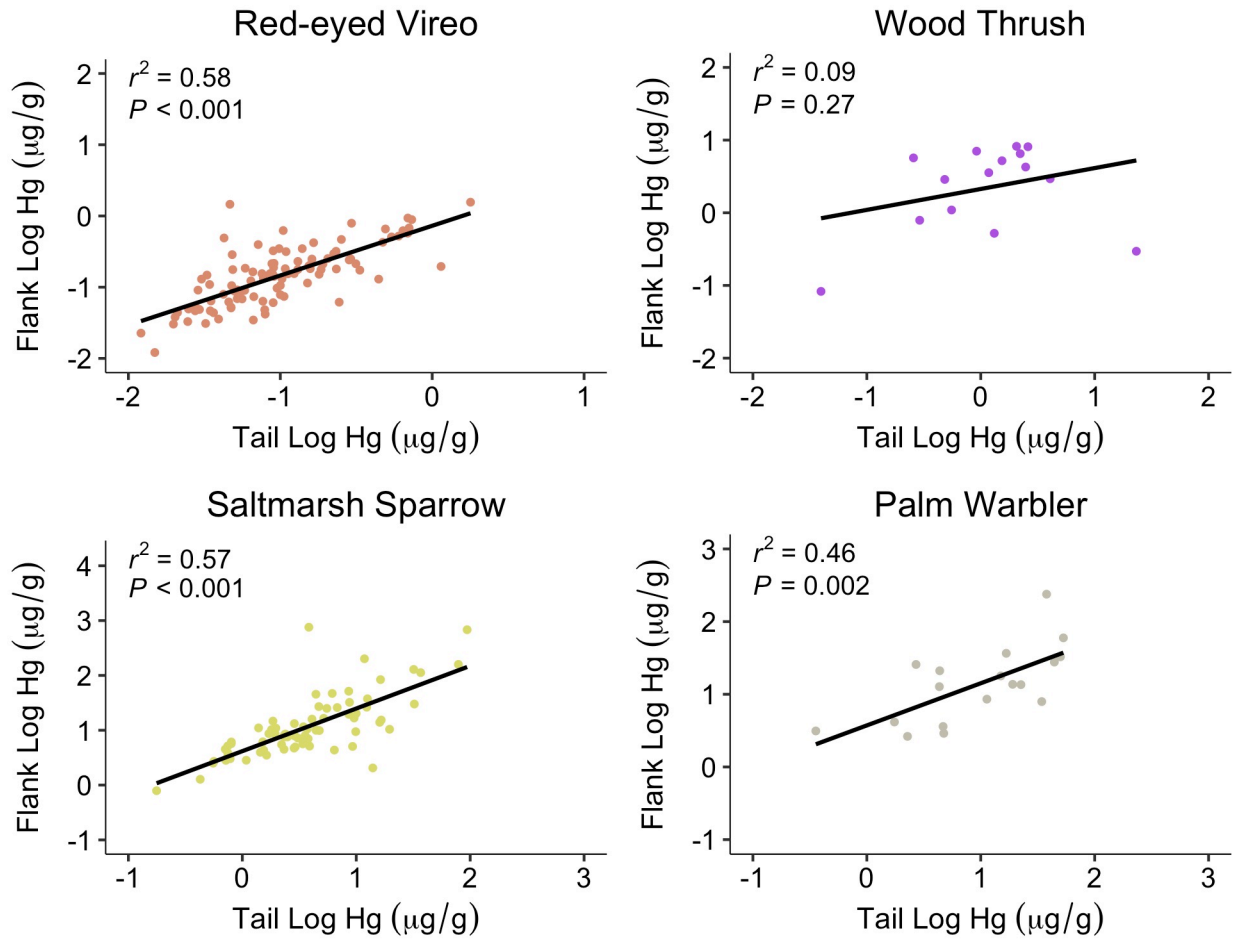 Red-eyed Vireo
r² = 0.58
P < 0.001
Flank Log Hg (μg/g)
2
1
0
-1
-2
-2 -1 0 1
Tail Log Hg (μg/g)
Wood Thrush
r² = 0.09
P = 0.27
Flank Log Hg (μg/g)
2
1
0
-1
-2
-2 -1 0 1 2
Tail Log Hg (μg/g)
Saltmarsh Sparrow
r² = 0.57
P < 0.001
Flank Log Hg (μg/g)
4
3
2
1
0
-1
-1 0 1 2 3
Tail Log Hg (μg/g)
Palm Warbler
r² = 0.46
P = 0.002
Flank Log Hg (μg/g)
3
2
1
0
-1
-1 0 1 2 3
Tail Log Hg (μg/g)